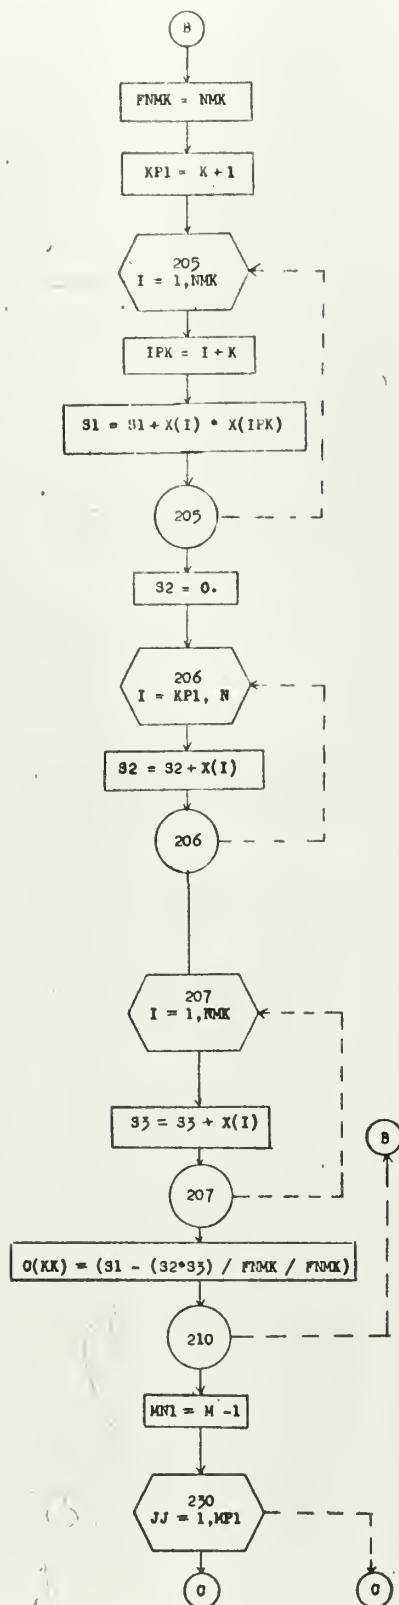 B
FNMK = NMK
KP1 = K + 1
205
I = 1,NMK
IPK = I + K
S1 = S1 + X(I) * X(IPK)
205
S2 = 0.
206
I = KP1, N
S2 = S2 + X(I)
206
207
I = 1,NMK
S3 = S3 + X(I)
B
207
C(KK) = (S1 - (S2*S3) / FNMK / FNMK)
210
MN1 = M -1
230
JJ = 1,MP1
C
C